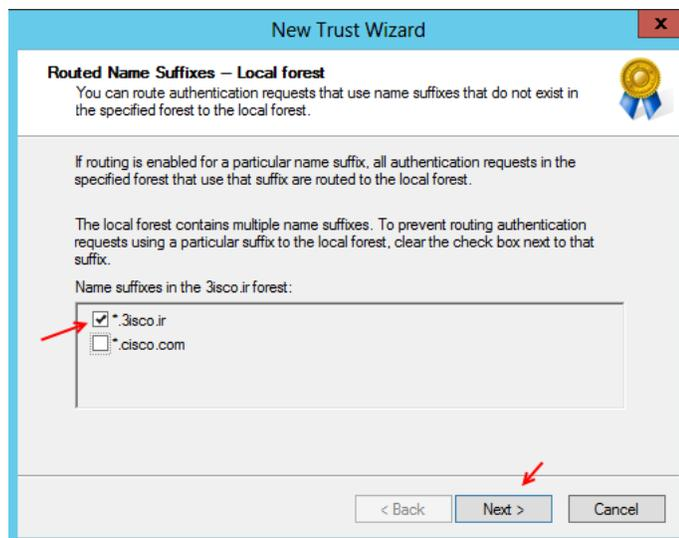 New Trust Wizard
x
Routed Name Suffixes – Local forest
You can route authentication requests that use name suffixes that do not exist in
the specified forest to the local forest.
If routing is enabled for a particular name suffix, all authentication requests in the
specified forest that use that suffix are routed to the local forest.
The local forest contains multiple name suffixes. To prevent routing authentication
requests using a particular suffix to the local forest, clear the check box next to that
suffix.
Name suffixes in the 3isco.ir forest:
*.3isco.ir
*.cisco.com
< Back Next > Cancel